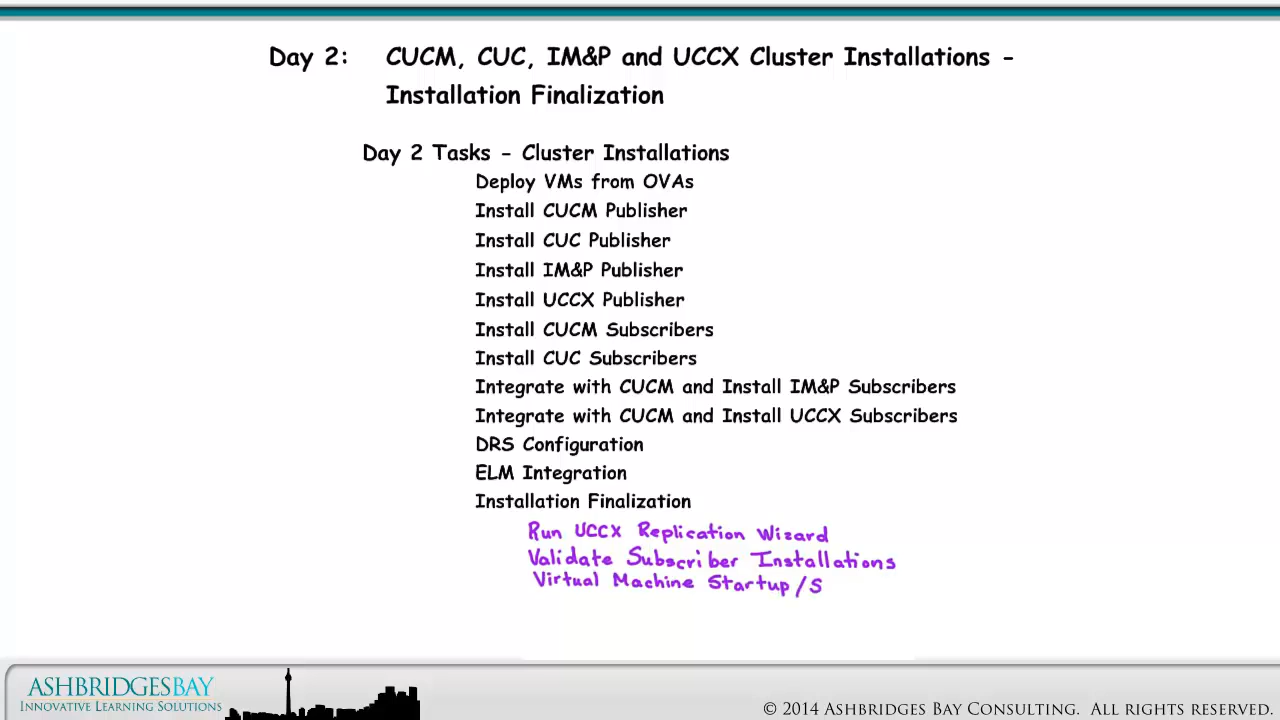 Day 2: CUCM, CUC, IM&P and UCCX Cluster Installations -
Installation Finalization
Day 2 Tasks - Cluster Installations
Deploy VMs from OVAs
Install CUCM Publisher
Install CUC Publisher
Install IM&P Publisher
Install UCCX Publisher
Install CUCM Subscribers
Install CUC Subscribers
Integrate with CUCM and Install IM&P Subscribers
Integrate with CUCM and Install UCCX Subscribers
DRS Configuration
ELM Integration
Installation Finalization
Run UCCX Replication Wizard
Validate Subscriber Installations
Virtual Machine Startup/S
ASHBRIDGESBAY
INNOVATIVE LEARNING SOLUTIONS
© 2014 ASHBRIDGES BAY CONSULTING. ALL RIGHTS RESERVED.